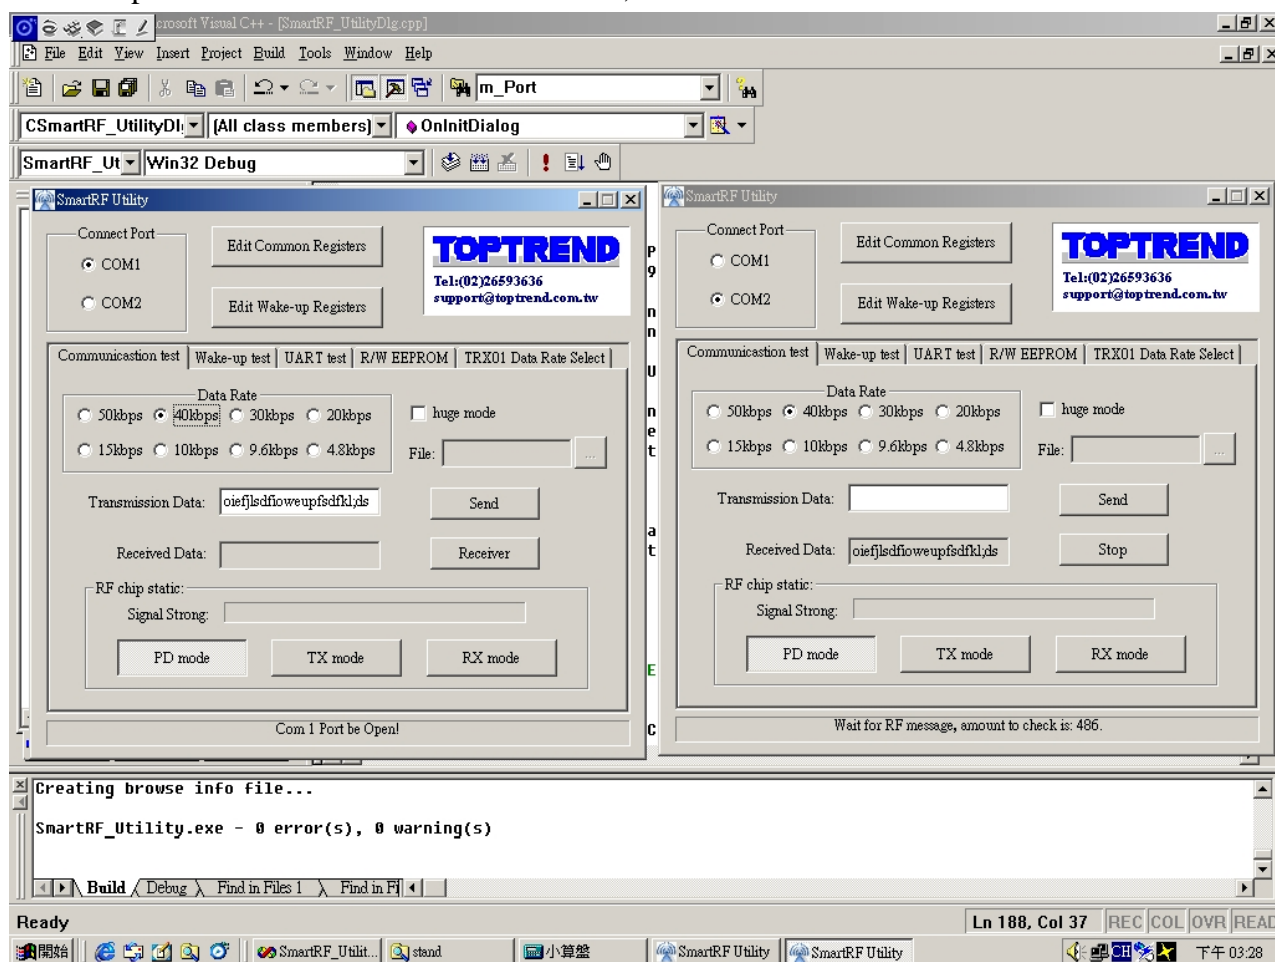 crosoft Visual C++ - [SmartRF_UtilityDlg.cpp]
File Edit View Insert Project Build Tools Window Help
m_Port
CSmartRF_UtilityDl (All class members) OnInitDialog
SmartRF_Ut Win32 Debug
SmartRF Utility
Connect Port
COM1
COM2
Edit Common Registers
Edit Wake-up Registers
TOPTREND
Tel:(02)26593636
support@toptrend.com.tw
Communicastion test Wake-up test UART test R/W EEPROM TRX01 Data Rate Select
Data Rate
50kbps 40kbps 30kbps 20kbps
15kbps 10kbps 9.6kbps 4.8kbps
huge mode
File: ...
Transmission Data: oiefjlsdfioweupfsdfkl;ds Send
Received Data: Receiver
RF chip static:
Signal Strong:
PD mode TX mode RX mode
Com 1 Port be Open!
SmartRF Utility
Connect Port
COM1
COM2
Edit Common Registers
Edit Wake-up Registers
TOPTREND
Tel:(02)26593636
support@toptrend.com.tw
Communicastion test Wake-up test UART test R/W EEPROM TRX01 Data Rate Select
Data Rate
50kbps 40kbps 30kbps 20kbps
15kbps 10kbps 9.6kbps 4.8kbps
huge mode
File: ...
Transmission Data: Send
Received Data: oiefjlsdfioweupfsdfkl;ds Stop
RF chip static:
Signal Strong:
PD mode TX mode RX mode
Wait for RF message, amount to check is: 486.
Creating browse info file...
SmartRF_Utility.exe - 0 error(s), 0 warning(s)
Build Debug Find in Files 1 Find in Fi
Ready Ln 188, Col 37 REC COL OVR READ
開始 SmartRF_Utilit... stand 小算盤 SmartRF Utility SmartRF Utility CH 下午 03:28